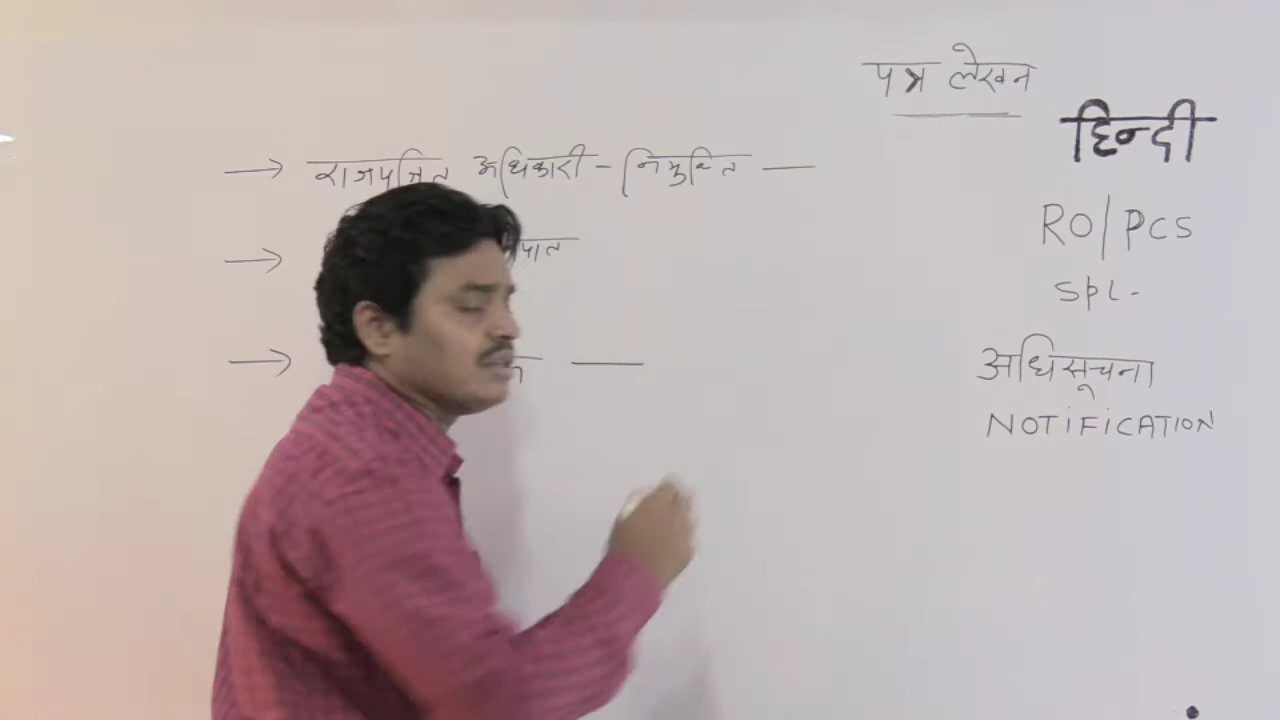 पत्र लेखन
हिन्दी
RO/PCS
SPL-
अधिसूचना
NOTiFiCATION
→ राजपत्रित अधिकारी - नियुक्ति —
→
→ —